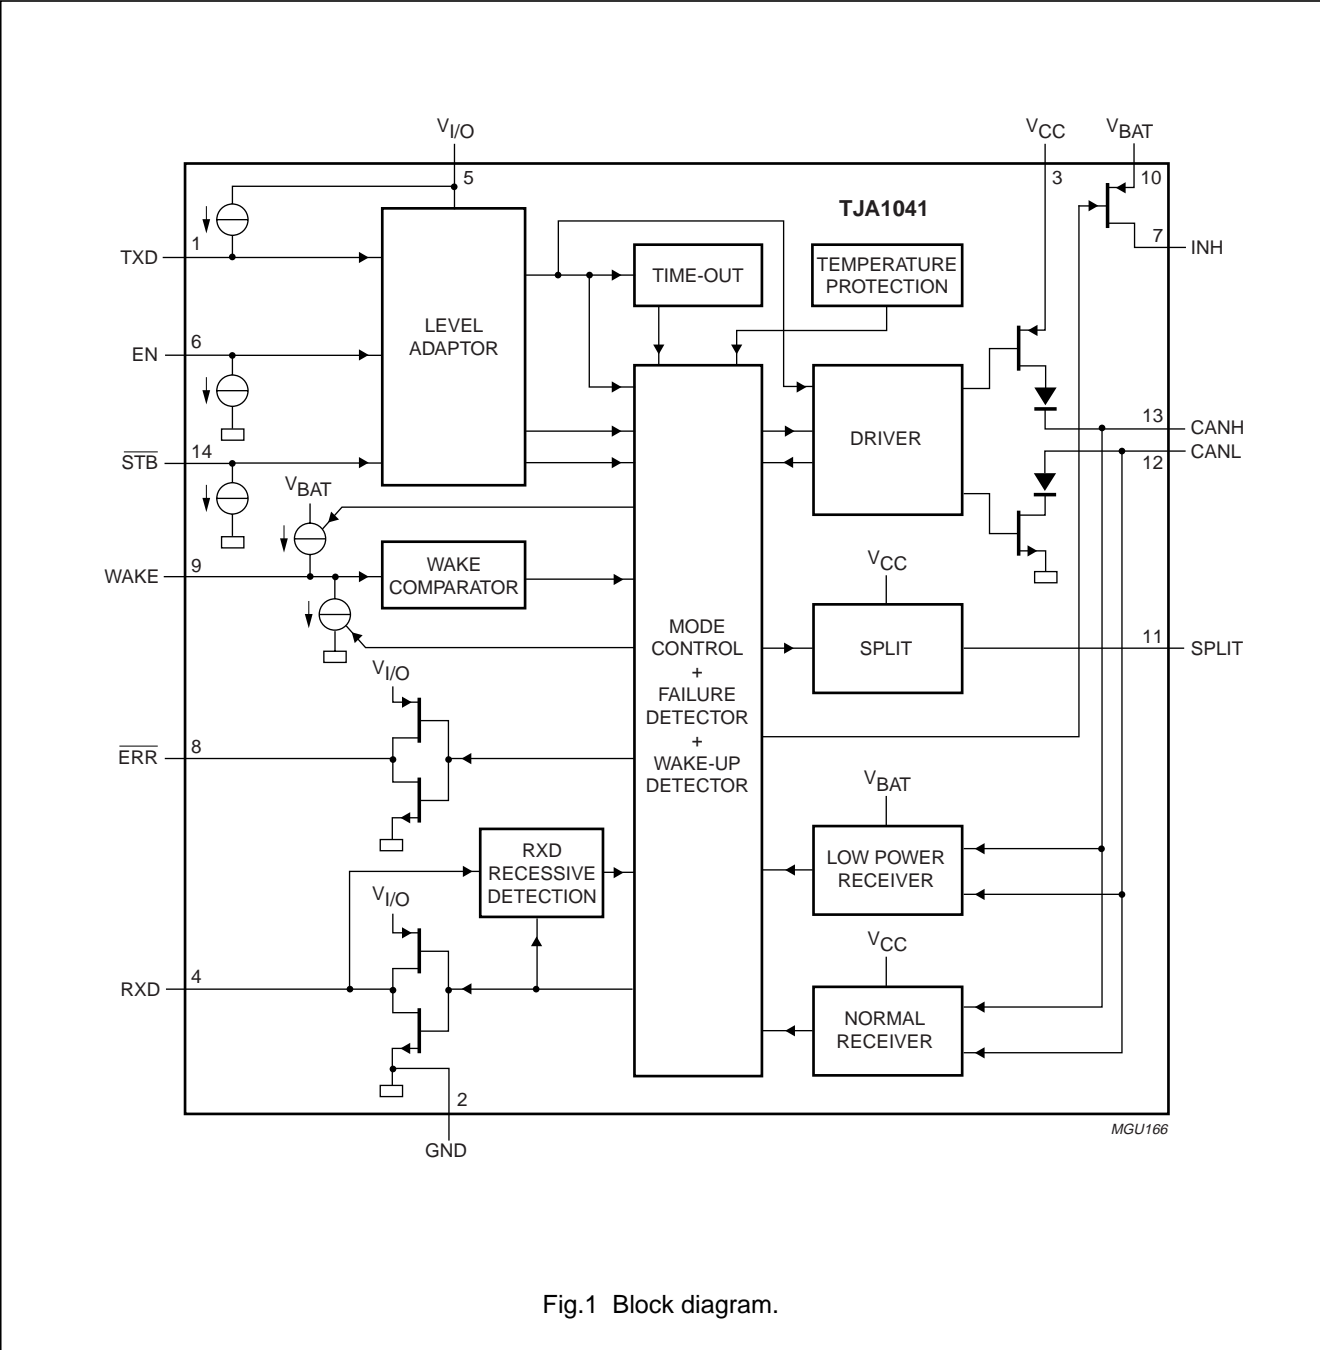 VI/O
VCC
VBAT
5
3
10
TJA1041
1
TXD
7
INH
TIME-OUT
TEMPERATURE
PROTECTION
LEVEL
ADAPTOR
6
EN
13
CANH
DRIVER
14
STB
CANL
12
VBAT
9
WAKE
WAKE
COMPARATOR
VCC
MODE
CONTROL
+
FAILURE
DETECTOR
+
WAKE-UP
DETECTOR
SPLIT
11
SPLIT
VI/O
8
ERR
VBAT
RXD
RECESSIVE
DETECTION
LOW POWER
RECEIVER
VI/O
VCC
4
RXD
NORMAL
RECEIVER
2
GND
MGU166
Fig.1 Block diagram.